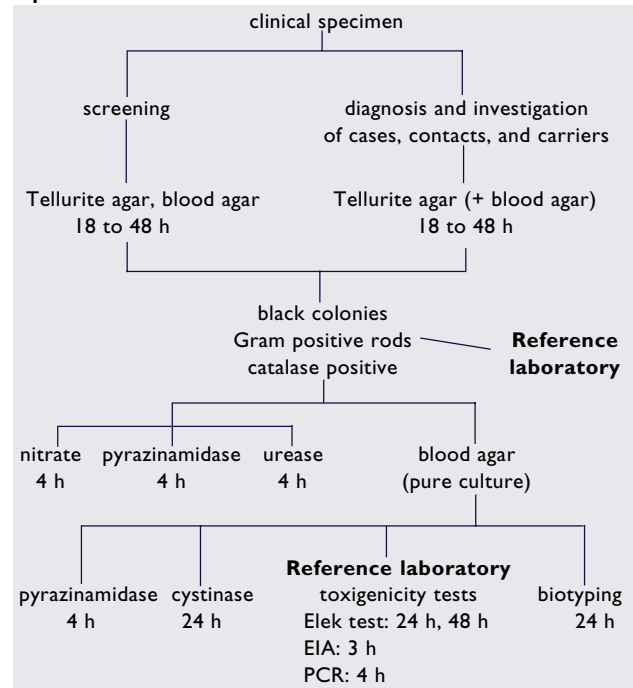 clinical specimen
screening
diagnosis and investigation
of cases, contacts, and carriers
Tellurite agar, blood agar
18 to 48 h
Tellurite agar (+ blood agar)
18 to 48 h
black colonies
Gram positive rods
catalase positive
Reference
laboratory
nitrate
4 h
pyrazinamidase
4 h
urease
4 h
blood agar
(pure culture)
pyrazinamidase
4 h
cystinase
24 h
Reference laboratory
toxigenicity tests
Elek test: 24 h, 48 h
EIA: 3 h
PCR: 4 h
biotyping
24 h